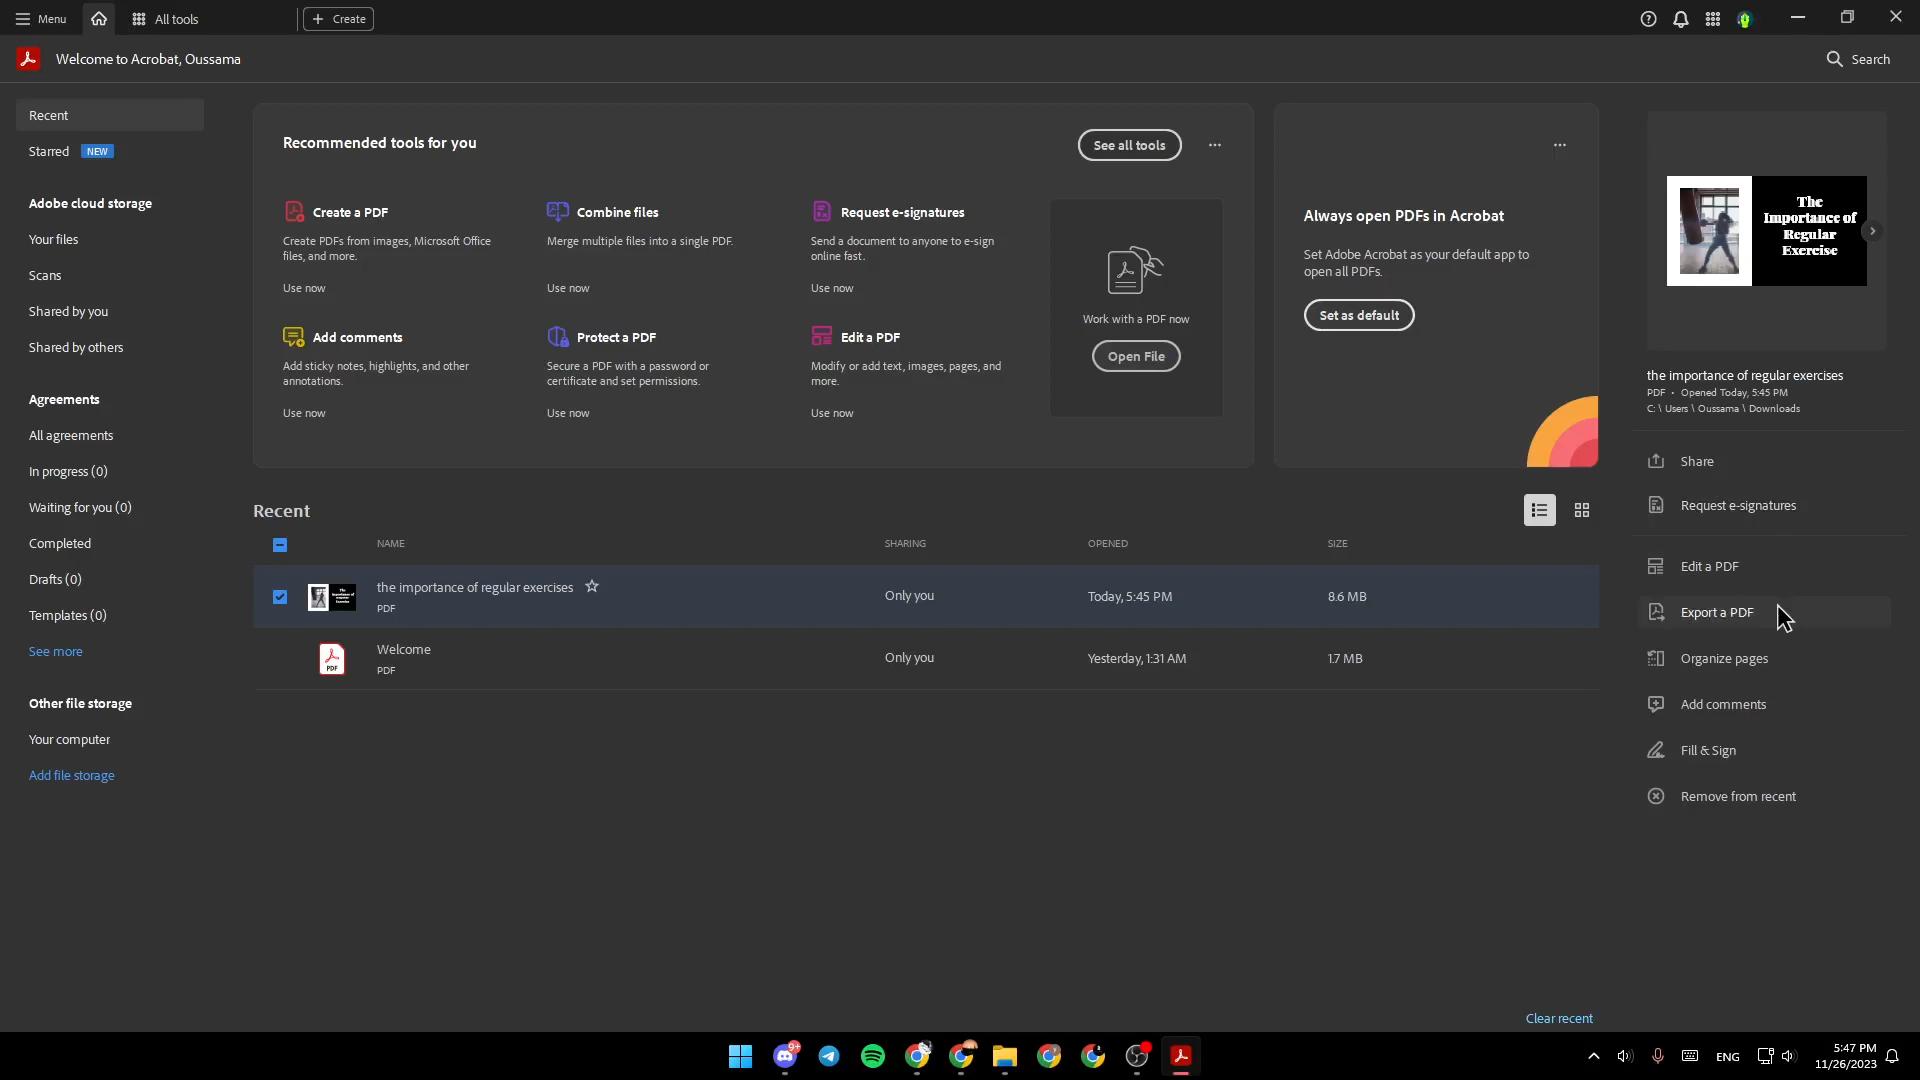 Menu
All tools
Create
Welcome to Acrobat, Oussama
Search
Recent
Starred NEW
Adobe cloud storage
Your files
Scans
Shared by you
Shared by others
Agreements
All agreements
In progress (0)
Waiting for you (0)
Completed
Drafts (0)
Templates (0)
See more
Other file storage
Your computer
Add file storage
Recommended tools for you
See all tools
Create a PDF
Create PDFs from images, Microsoft Office
files, and more.
Use now
Combine files
Merge multiple files into a single PDF.
Use now
Request e-signatures
Send a document to anyone to e-sign
online fast.
Use now
Add comments
Add sticky notes, highlights, and other
annotations.
Use now
Protect a PDF
Secure a PDF with a password or
certificate and set permissions.
Use now
Edit a PDF
Modify or add text, images, pages, and
more.
Use now
Work with a PDF now
Open File
Always open PDFs in Acrobat
Set Adobe Acrobat as your default app to
open all PDFs.
Set as default
Recent
NAME SHARING OPENED SIZE
the importance of regular exercises
PDF
Only you Today, 5:45 PM 8.6 MB
Welcome
PDF
Only you Yesterday, 1:31 AM 1.7 MB
Clear recent
The
Importance of
Regular
Exercise
the importance of regular exercises
PDF • Opened Today, 5:45 PM
C: \ Users \ Oussama \ Downloads
Share
Request e-signatures
Edit a PDF
Export a PDF
Organize pages
Add comments
Fill & Sign
Remove from recent
9+
ENG
5:47 PM
11/26/2023